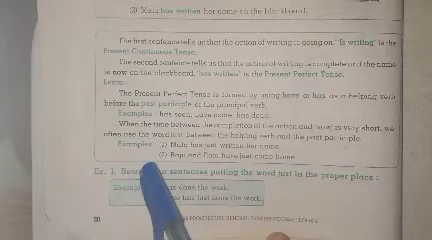 (2) Main has written her name on the blackboard.
The first sentence tells us that the action of writing is going on. 'Is writing' is the
Present Continuous Tense.
The second sentence tells us that the action of writing is complete and the name
is now on the blackboard. 'has written' is the Present Perfect Tense.
Learn :
The Present Perfect Tense is formed by using have or has as a helping verb
before the past participle of the principal verb.
Examples : has seen, have come, has done.
When the time between the completion of the action and 'now' is very short, we
often use the word just between the helping verb and the past participle.
Examples : (1) Mala has just written her name.
(2) Raju and Ram have just come home
Ex. 1. sentences putting the word just in the proper place :
has done the work.
has just done the work.
20
PROGRESSIVE GENERAL ENGLISH